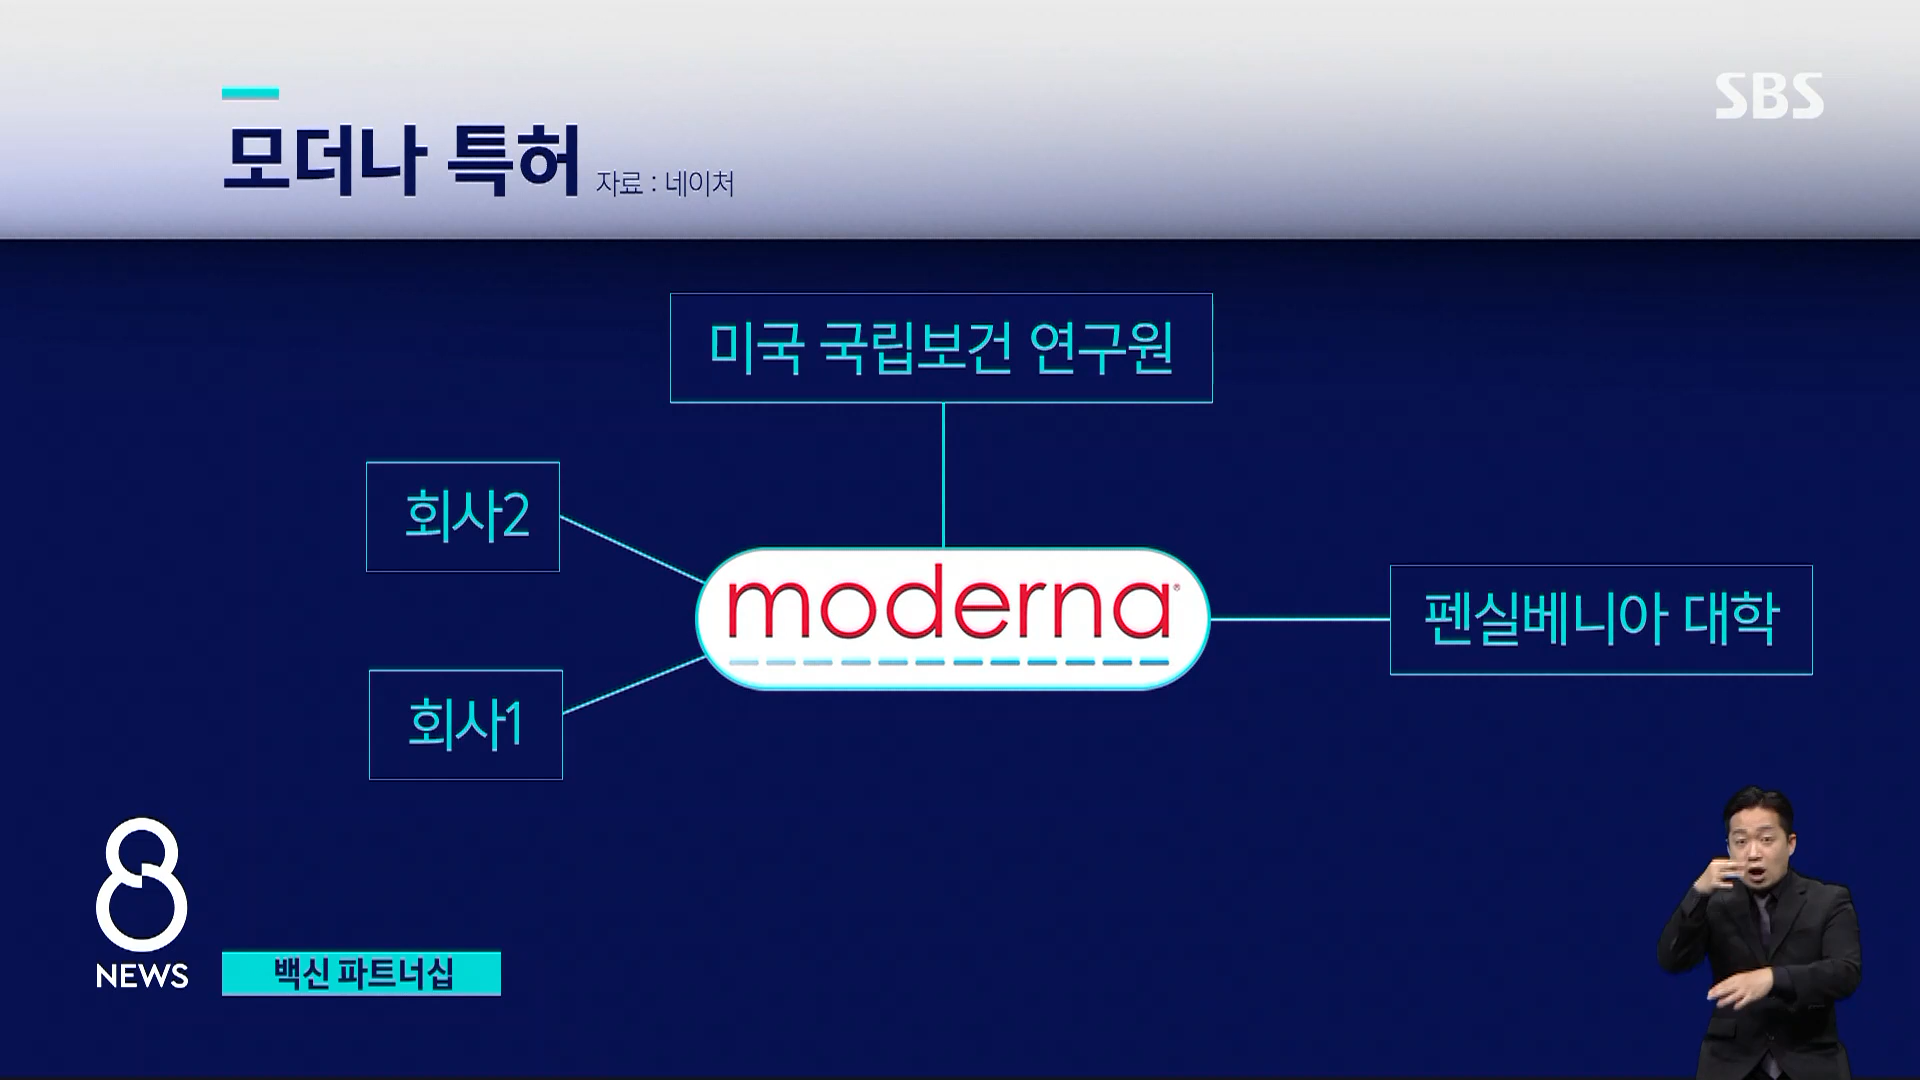 SBS
모더나 특허 자료 : 네이처
미국 국립보건 연구원
회사2
moderna®
펜실베니아 대학
회사1
8
NEWS
백신 파트너십